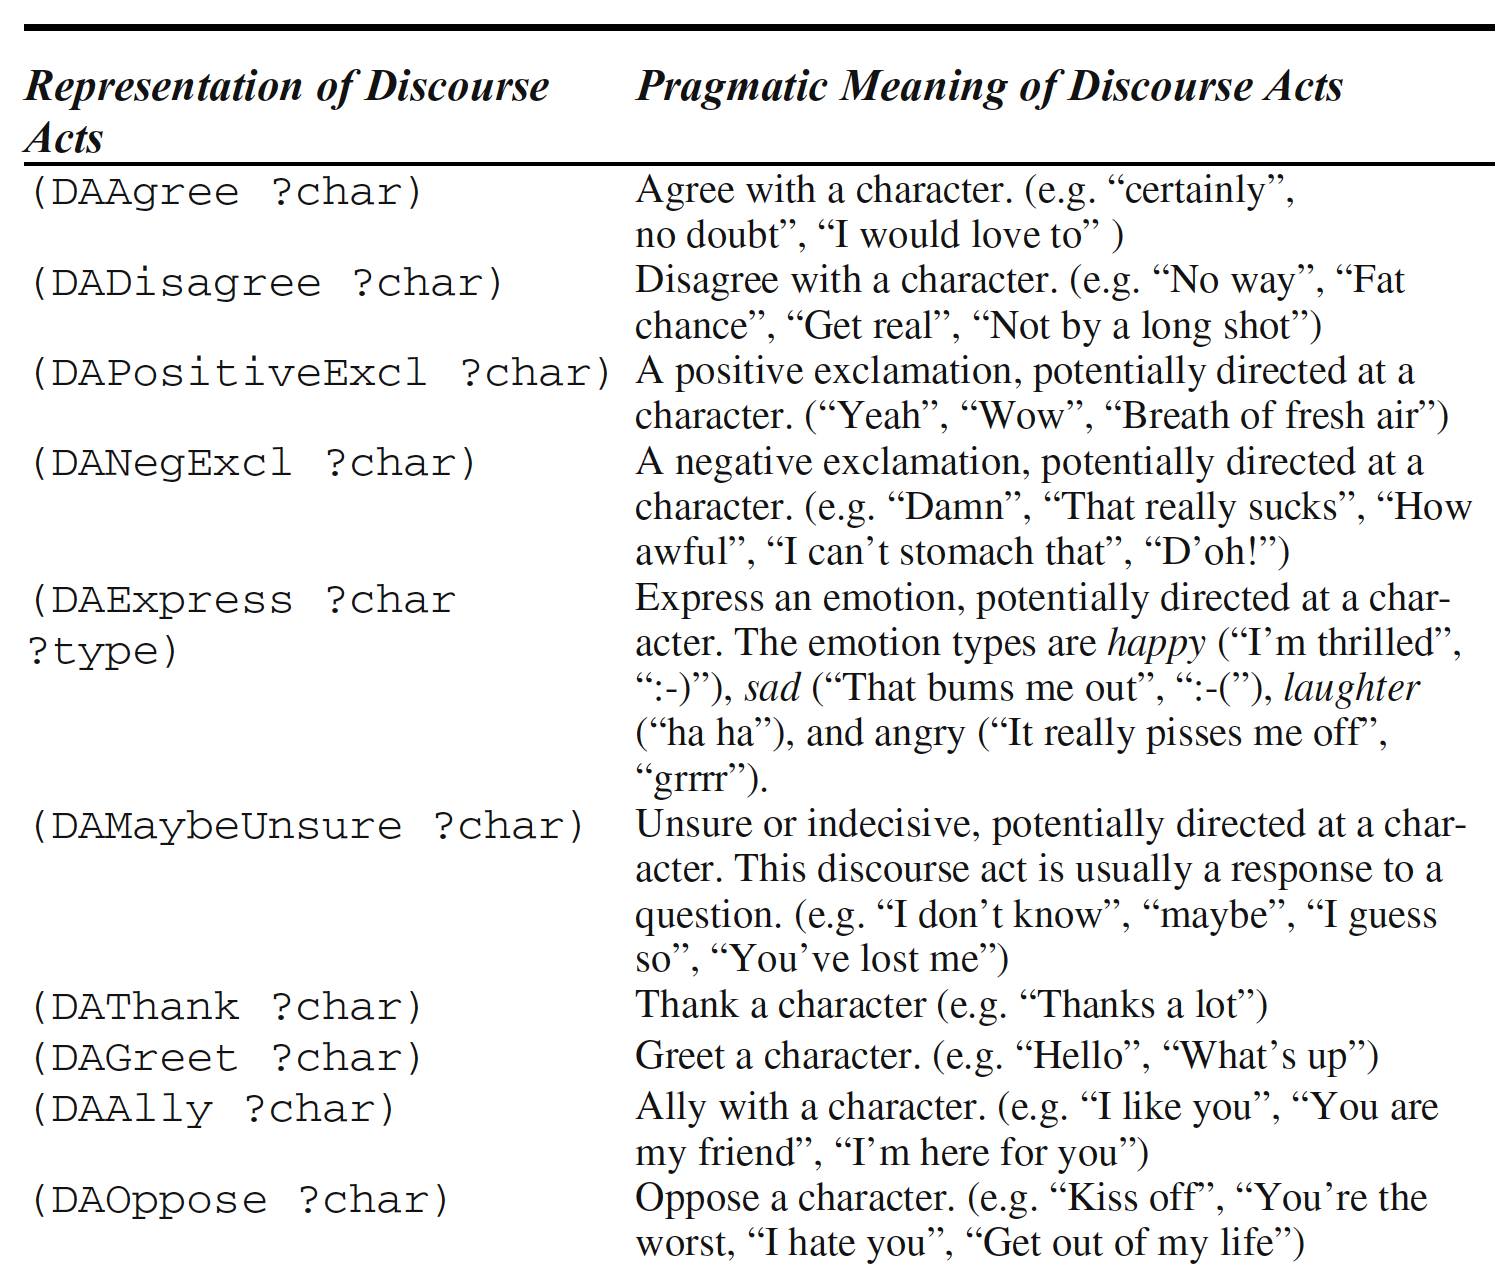 Representation of Discourse Acts
Pragmatic Meaning of Discourse Acts
(DAAgree ?char)
Agree with a character. (e.g. “certainly”,
no doubt”, “I would love to” )
(DADisagree ?char)
Disagree with a character. (e.g. “No way”, “Fat
chance”, “Get real”, “Not by a long shot”)
(DAPositiveExcl ?char)
A positive exclamation, potentially directed at a
character. (“Yeah”, “Wow”, “Breath of fresh air”)
(DANegExcl ?char)
A negative exclamation, potentially directed at a
character. (e.g. “Damn”, “That really sucks”, “How
awful”, “I can’t stomach that”, “D’oh!”)
(DAExpress ?char
?type)
Express an emotion, potentially directed at a char-
acter. The emotion types are happy (“I’m thrilled”,
“:-)”), sad (“That bums me out”, “:-(”), laughter
(“ha ha”), and angry (“It really pisses me off”,
“grrrr”).
(DAMaybeUnsure ?char)
Unsure or indecisive, potentially directed at a char-
acter. This discourse act is usually a response to a
question. (e.g. “I don’t know”, “maybe”, “I guess
so”, “You’ve lost me”)
(DAThank ?char)
Thank a character (e.g. “Thanks a lot”)
(DAGreet ?char)
Greet a character. (e.g. “Hello”, “What’s up”)
(DAAlly ?char)
Ally with a character. (e.g. “I like you”, “You are
my friend”, “I’m here for you”)
(DAOppose ?char)
Oppose a character. (e.g. “Kiss off”, “You’re the
worst, “I hate you”, “Get out of my life”)